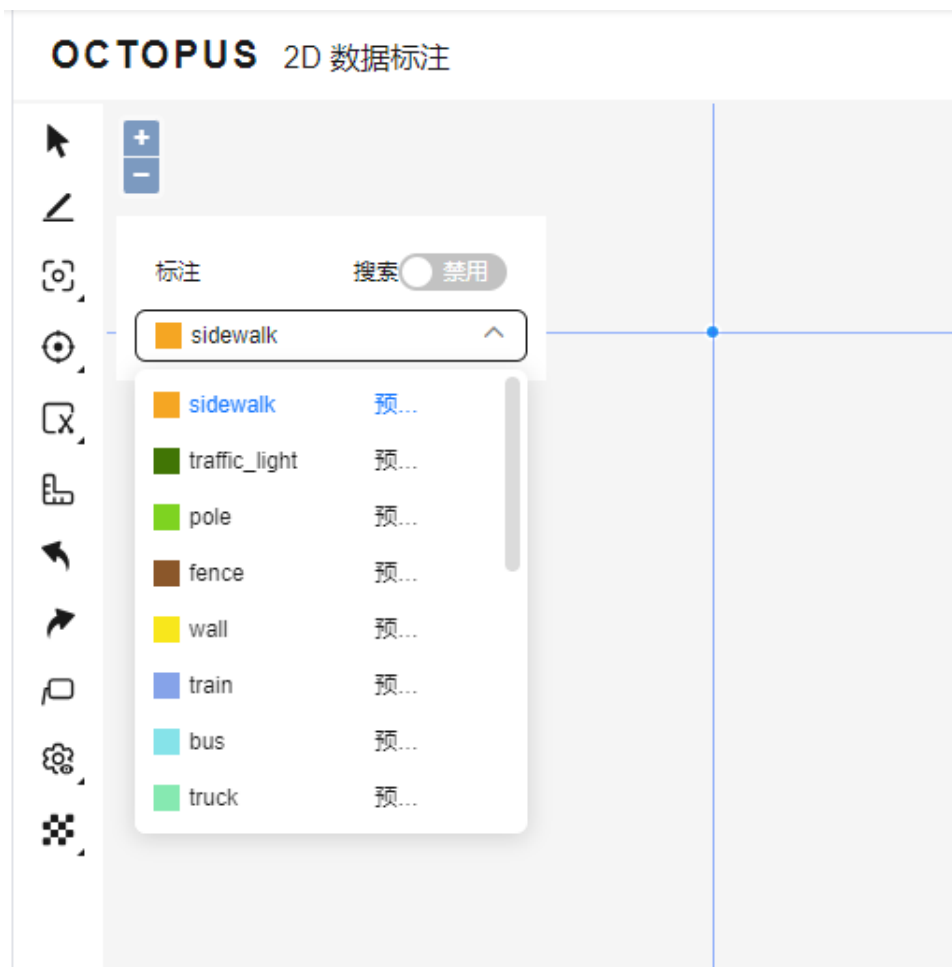 OCTOPUS 2D 数据标注
+
−
标注 搜索 禁用
sidewalk
sidewalk 预...
traffic_light 预...
pole 预...
fence 预...
wall 预...
train 预...
bus 预...
truck 预...